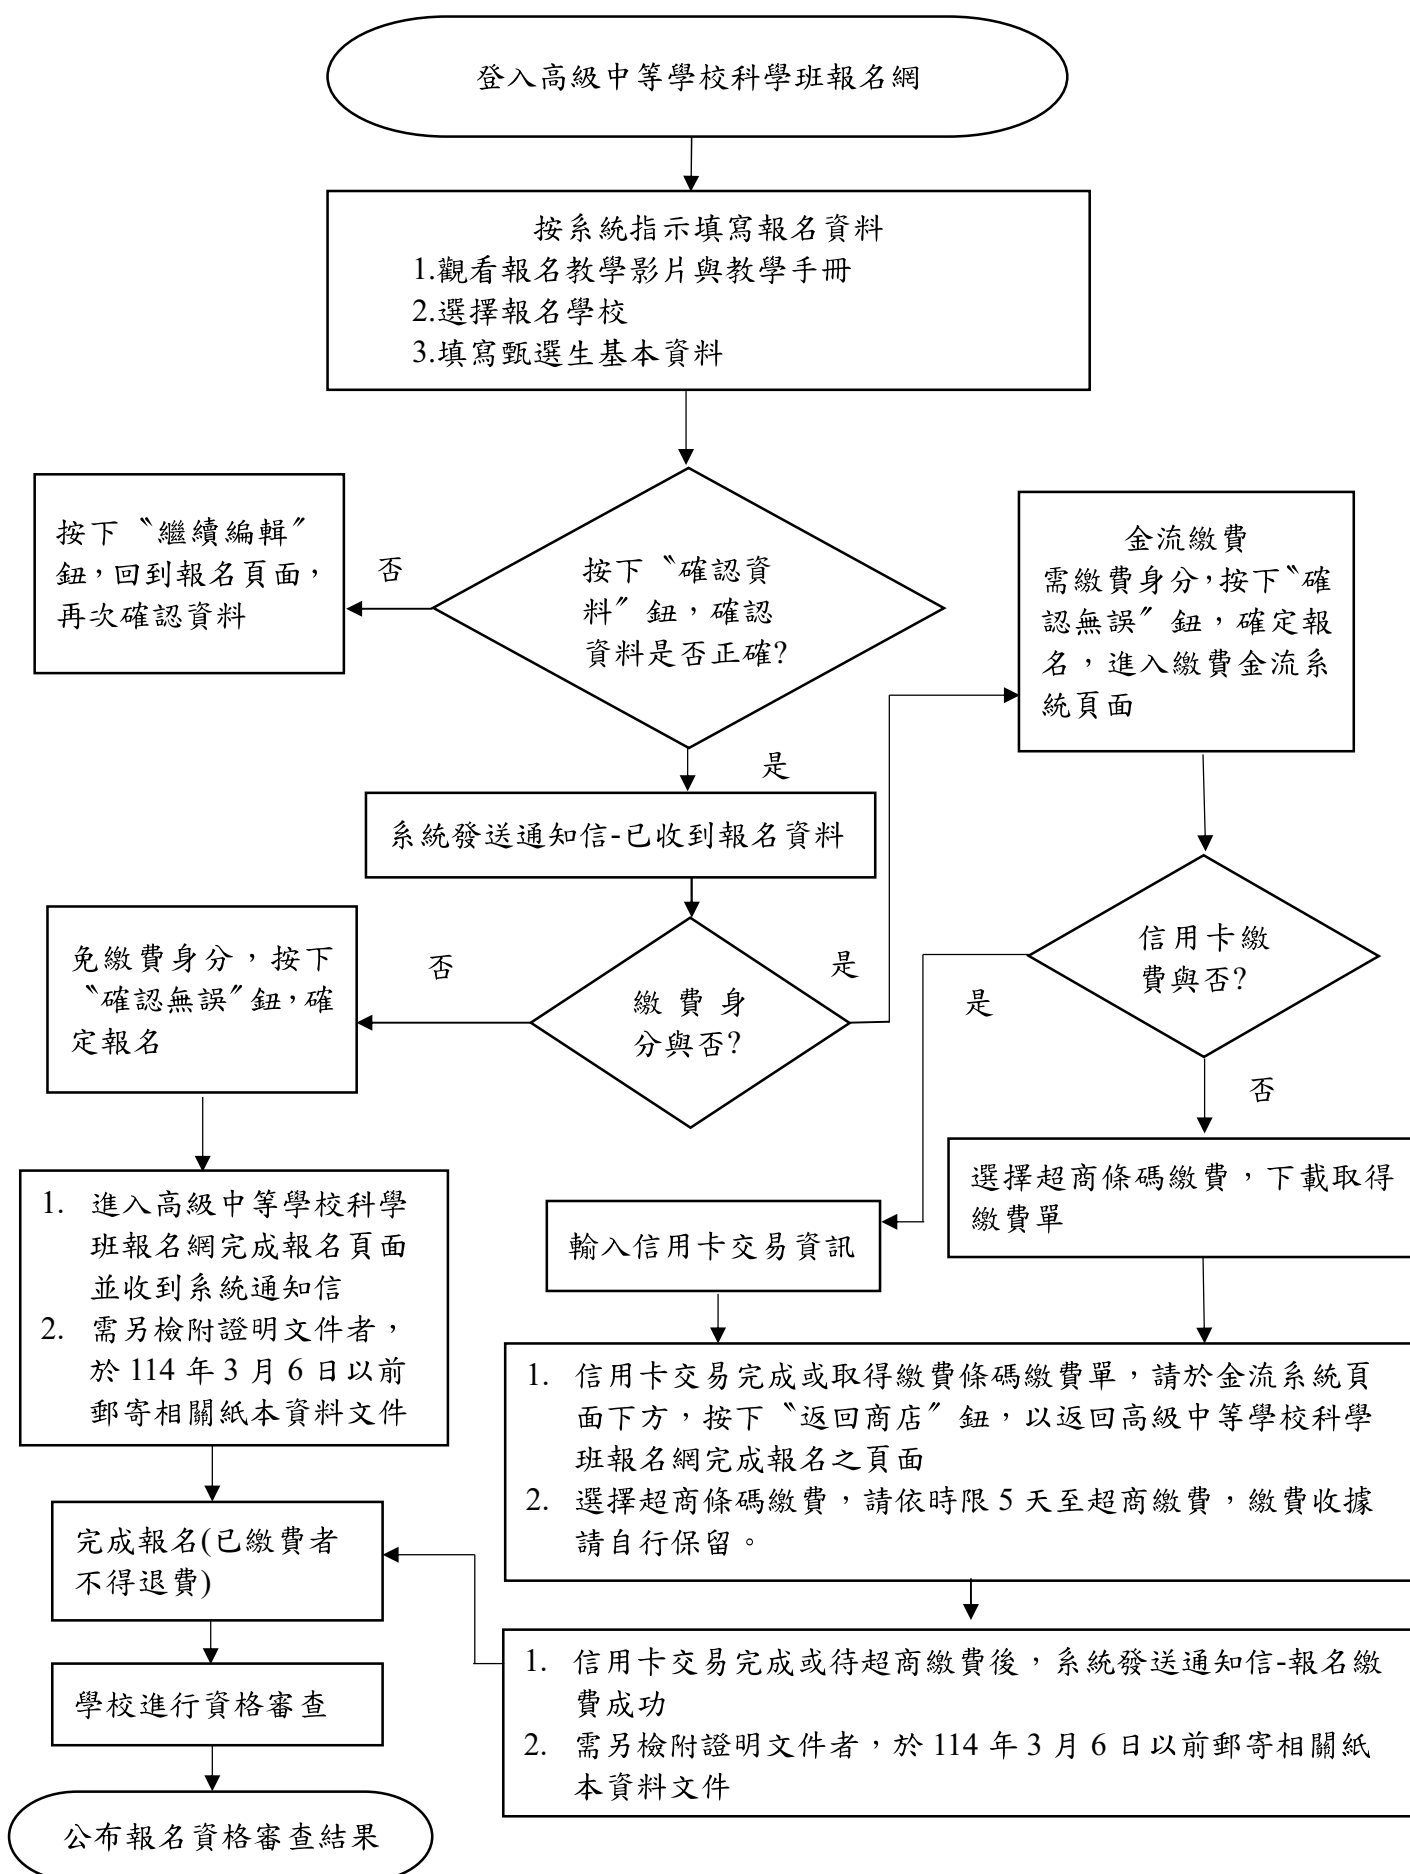 登入高級中等學校科學班報名網
按系統指示填寫報名資料
1.觀看報名教學影片與教學手冊
2.選擇報名學校
3.填寫甄選生基本資料
按下〝繼續編輯〞
鈕，回到報名頁面，
再次確認資料
否
按下〝確認資
料〞鈕，確認
資料是否正確?
是
金流繳費
需繳費身分，按下〝確
認無誤〞鈕，確定報
名，進入繳費金流系
統頁面
系統發送通知信-已收到報名資料
免繳費身分，按下
〝確認無誤〞鈕，確
定報名
否
繳費身
分與否?
是
信用卡繳
費與否?
是
否
選擇超商條碼繳費，下載取得
繳費單
輸入信用卡交易資訊
1. 進入高級中等學校科學
班報名網完成報名頁面
並收到系統通知信
2. 需另檢附證明文件者，
於 114 年 3 月 6 日以前
郵寄相關紙本資料文件
1. 信用卡交易完成或取得繳費條碼繳費單，請於金流系統頁
面下方，按下〝返回商店〞鈕，以返回高級中等學校科學
班報名網完成報名之頁面
2. 選擇超商條碼繳費，請依時限 5 天至超商繳費，繳費收據
請自行保留。
完成報名(已繳費者
不得退費)
1. 信用卡交易完成或待超商繳費後，系統發送通知信-報名繳
費成功
2. 需另檢附證明文件者，於 114 年 3 月 6 日以前郵寄相關紙
本資料文件
學校進行資格審查
公布報名資格審查結果